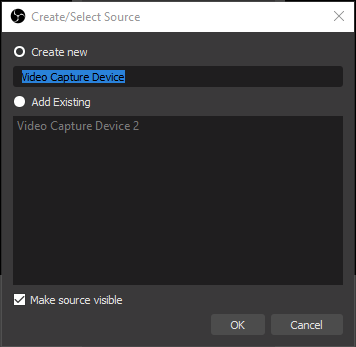 Create/Select Source
Create new
Video Capture Device
Add Existing
Video Capture Device 2
Make source visible
OK
Cancel